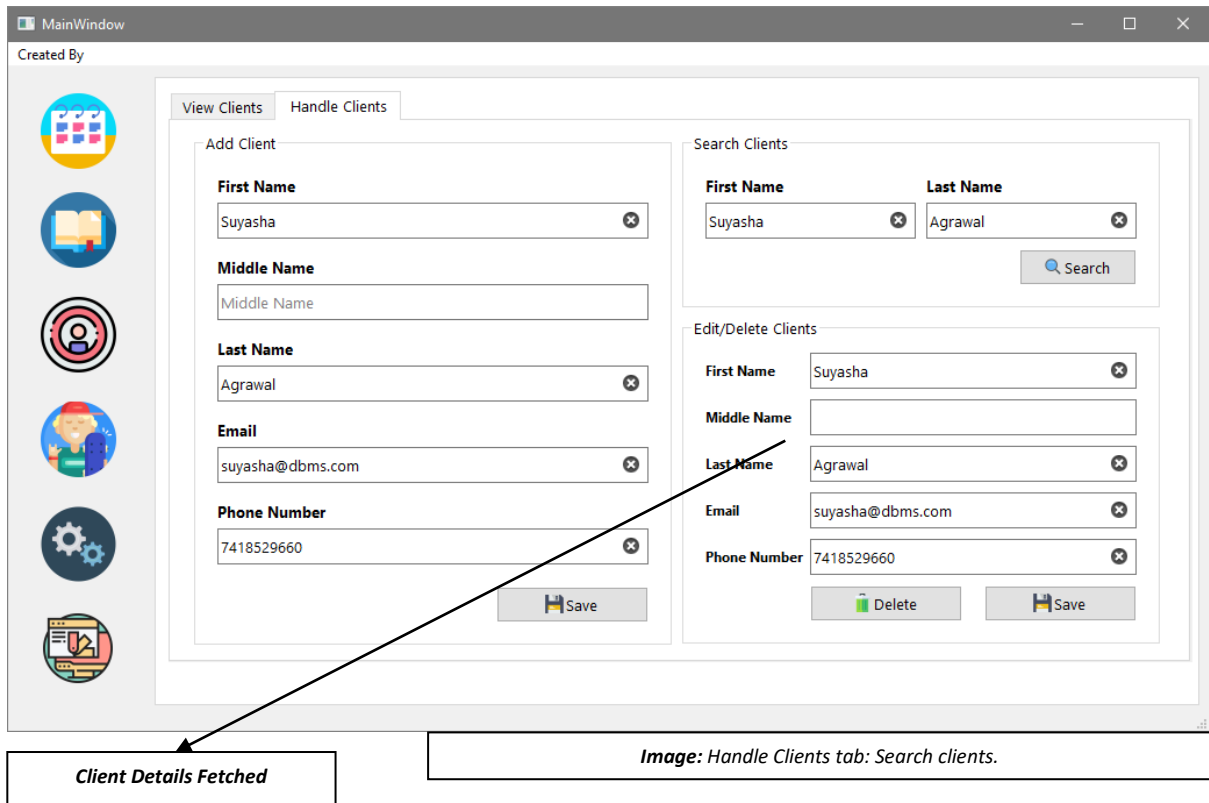 MainWindow
Created By
View Clients
Handle Clients
Add Client
First Name
Suyasha
Middle Name
Middle Name
Last Name
Agrawal
Email
suyasha@dbms.com
Phone Number
7418529660
Save
Search Clients
First Name
Last Name
Suyasha
Agrawal
Search
Edit/Delete Clients
First Name
Suyasha
Middle Name
Last Name
Agrawal
Email
suyasha@dbms.com
Phone Number
7418529660
Delete
Save
Client Details Fetched
Image: Handle Clients tab: Search clients.